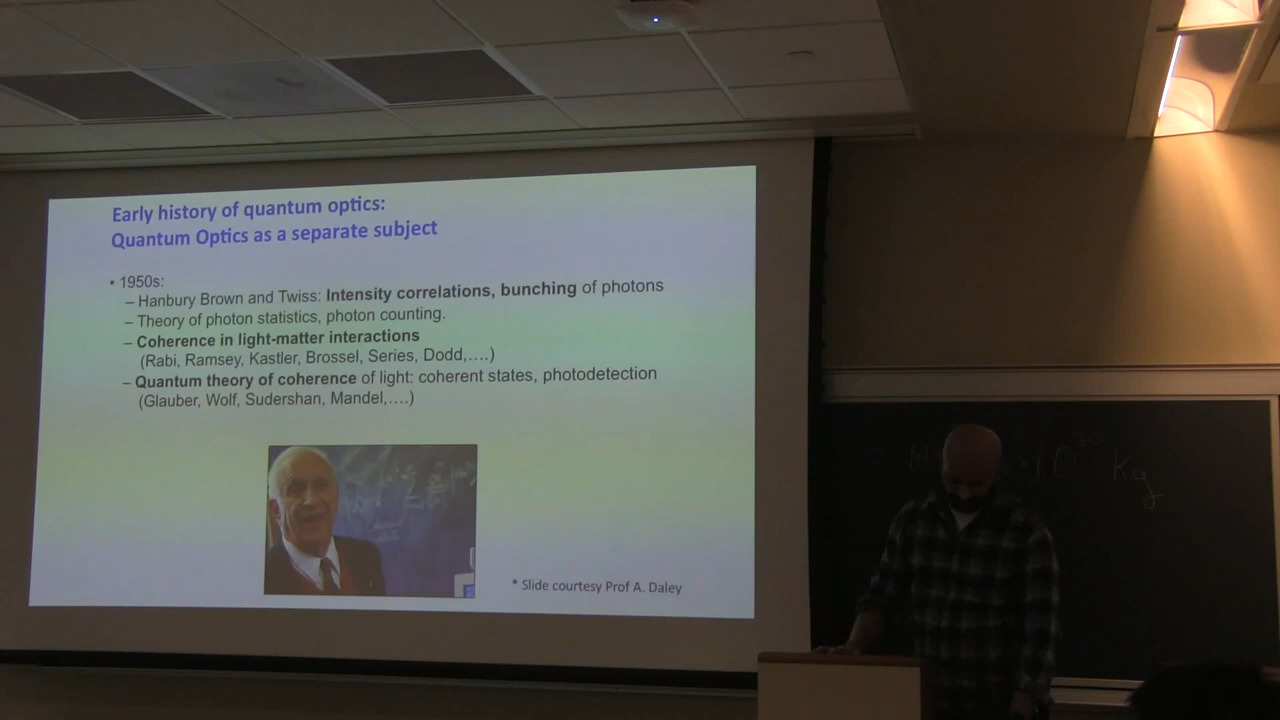 Early history of quantum optics:
Quantum Optics as a separate subject
• 1950s:
– Hanbury Brown and Twiss: Intensity correlations, bunching of photons
– Theory of photon statistics, photon counting.
– Coherence in light-matter interactions
(Rabi, Ramsey, Kastler, Brossel, Series, Dodd,....)
– Quantum theory of coherence of light: coherent states, photodetection
(Glauber, Wolf, Sudershan, Mandel,....)
* Slide courtesy Prof A. Daley
Kg